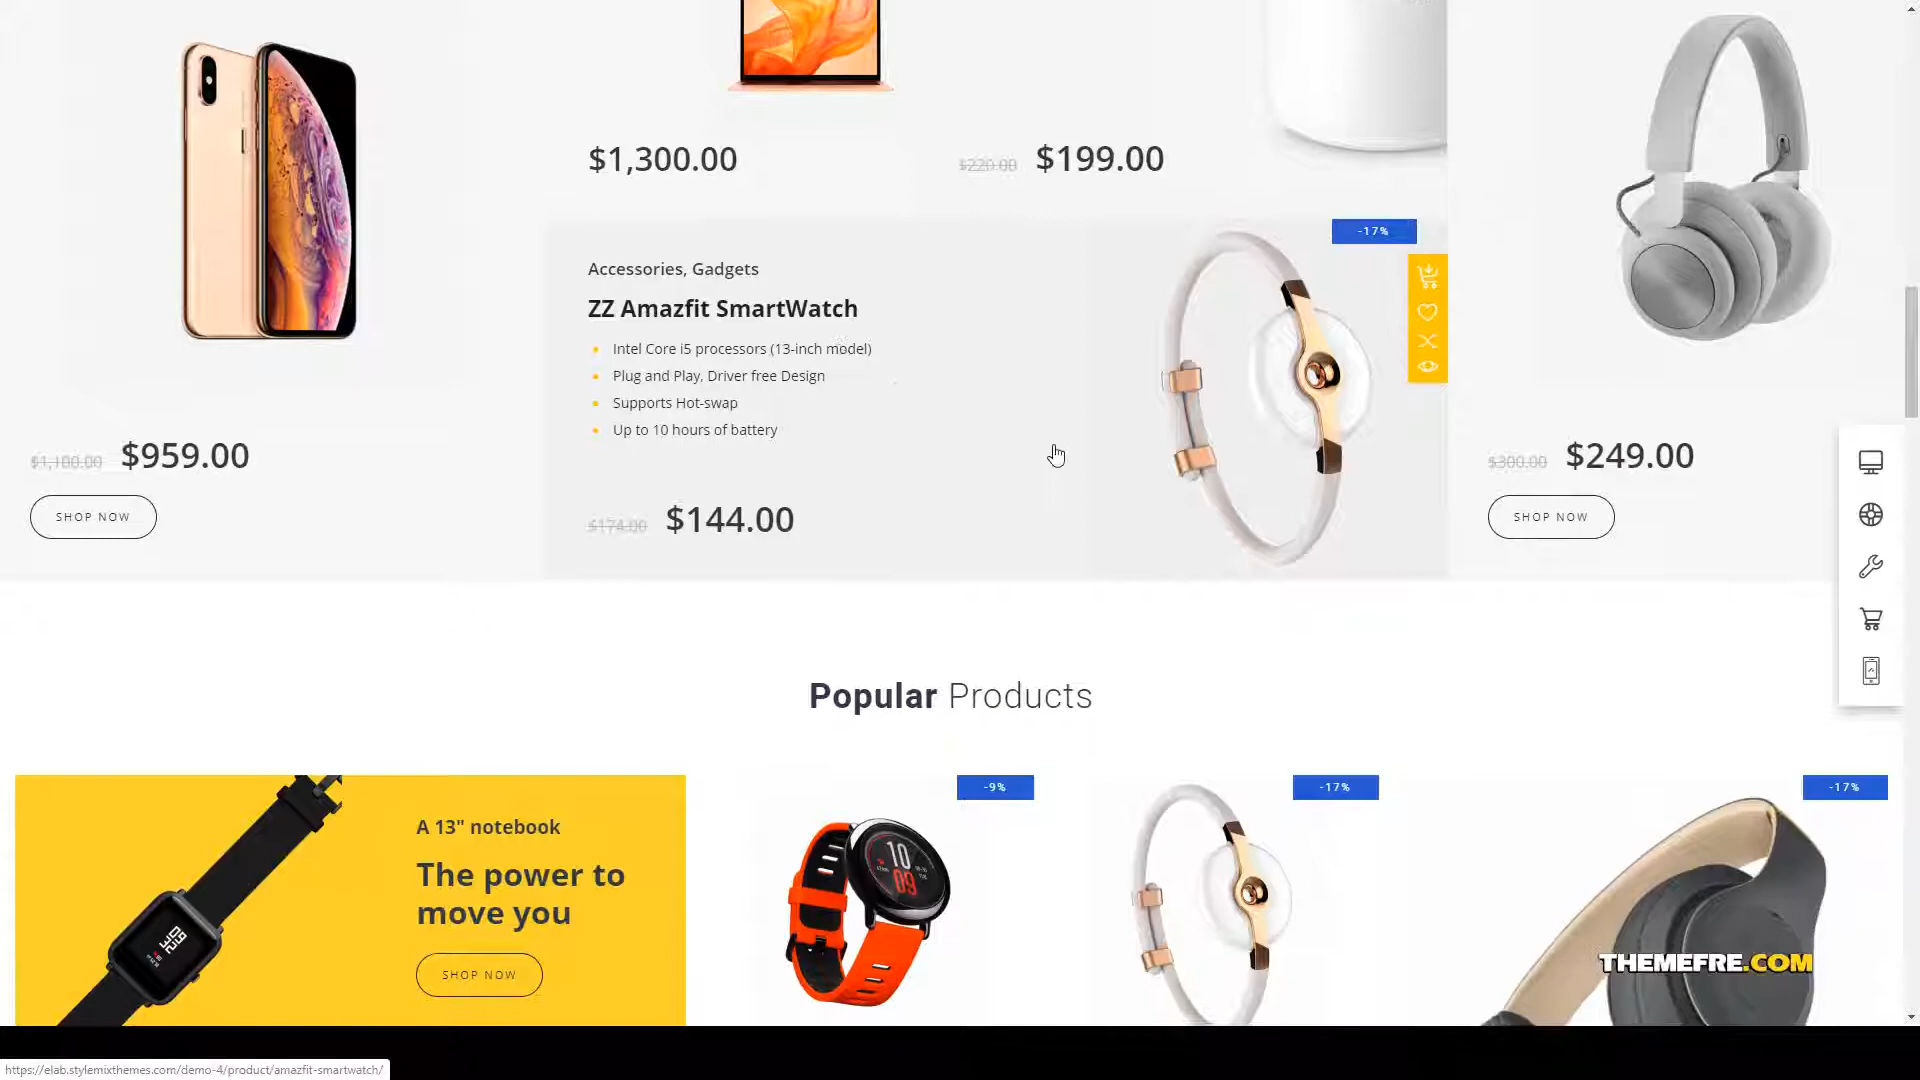 $1,300.00
$220.00 $199.00
-17%
Accessories, Gadgets
ZZ Amazfit SmartWatch
Intel Core i5 processors (13-inch model)
Plug and Play, Driver free Design
Supports Hot-swap
Up to 10 hours of battery
$174.00 $144.00
$1,100.00 $959.00
SHOP NOW
$300.00 $249.00
SHOP NOW
Popular Products
A 13" notebook
The power to
move you
SHOP NOW
-9%
10
09
-17%
-17%
THEMEFRE.COM
https://elab.stylemixthemes.com/demo-4/product/amazfit-smartwatch/